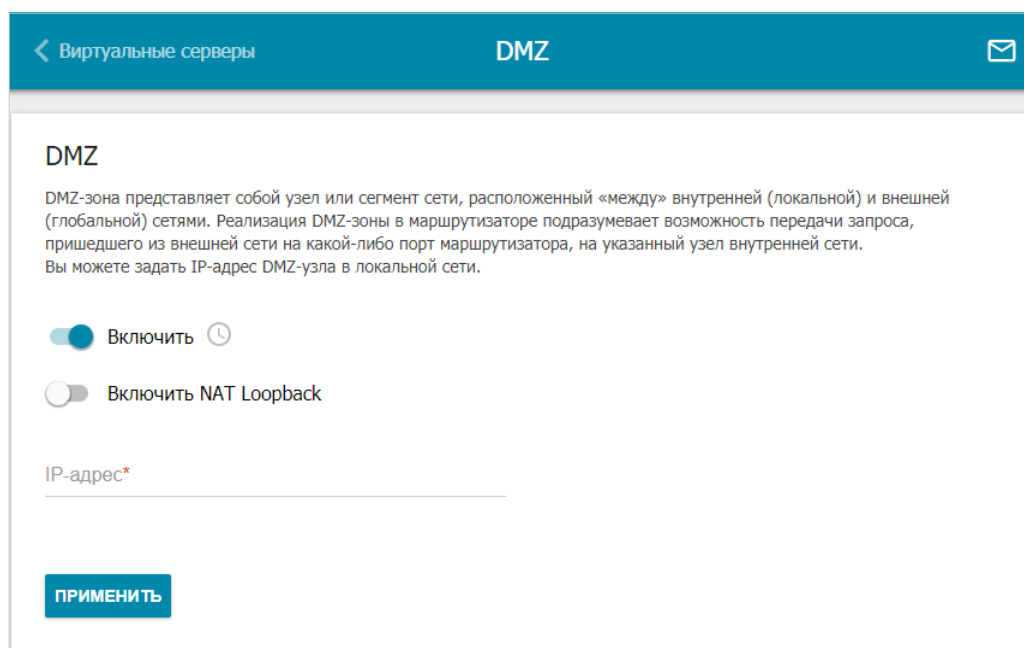 Виртуальные серверы
DMZ
DMZ
DMZ-зона представляет собой узел или сегмент сети, расположенный «между» внутренней (локальной) и внешней
(глобальной) сетями. Реализация DMZ-зоны в маршрутизаторе подразумевает возможность передачи запроса,
пришедшего из внешней сети на какой-либо порт маршрутизатора, на указанный узел внутренней сети.
Вы можете задать IP-адрес DMZ-узла в локальной сети.
Включить
Включить NAT Loopback
IP-адрес*
ПРИМЕНИТЬ